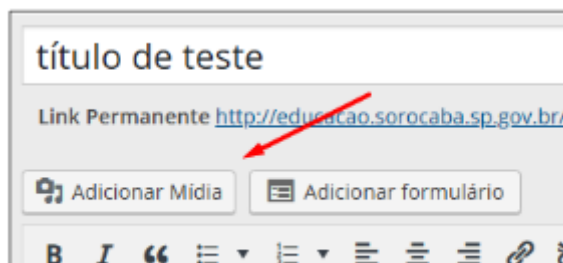 título de teste
Link Permanente http://educacao.sorocaba.sp.gov.br/
Adicionar Mídia Adicionar formulário
B I